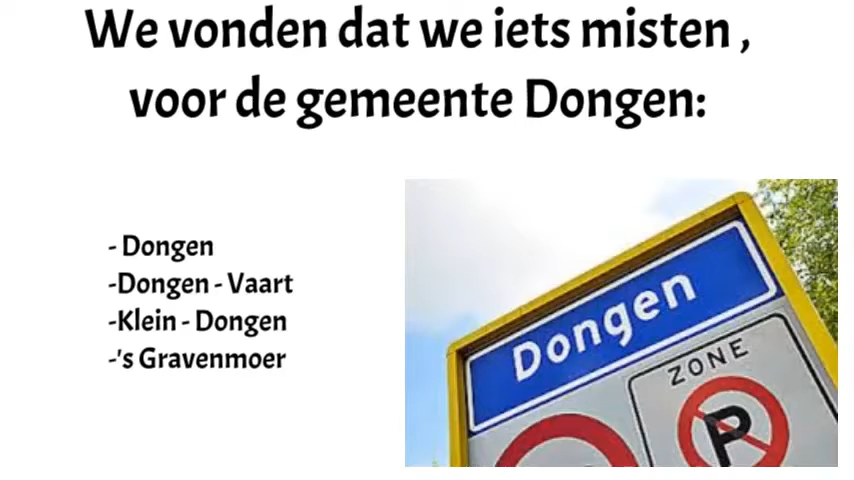 We vonden dat we iets misten ,
voor de gemeente Dongen:
- Dongen
-Dongen - Vaart
-Klein - Dongen
-'s Gravenmoer
Dongen
ZONE
P